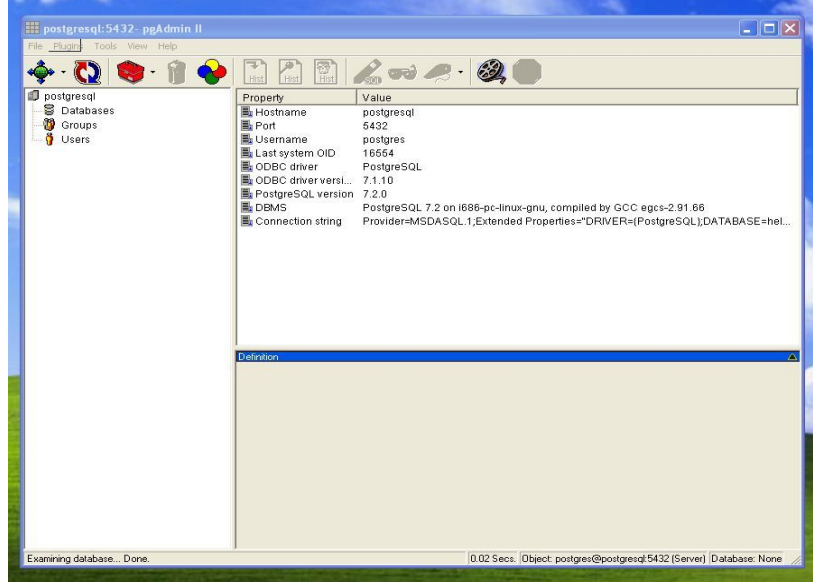 postgresql:5432- pgAdmin II
File Plugins Tools View Help
Hist Hist Hist SQL
postgresql
Databases
Groups
Users
Property Value
Hostname postgresql
Port 5432
Username postgres
Last system OID 16554
ODBC driver PostgreSQL
ODBC driver versi... 7.1.10
PostgreSQL version 7.2.0
DBMS PostgreSQL 7.2 on i686-pc-linux-gnu, compiled by GCC egcs-2.91.66
Connection string Provider=MSDASQL.1;Extended Properties="DRIVER={PostgreSQL};DATABASE=hel...
Definition
Examining database... Done. 0.02 Secs. Object: postgres@postgresql:5432 (Server) Database: None